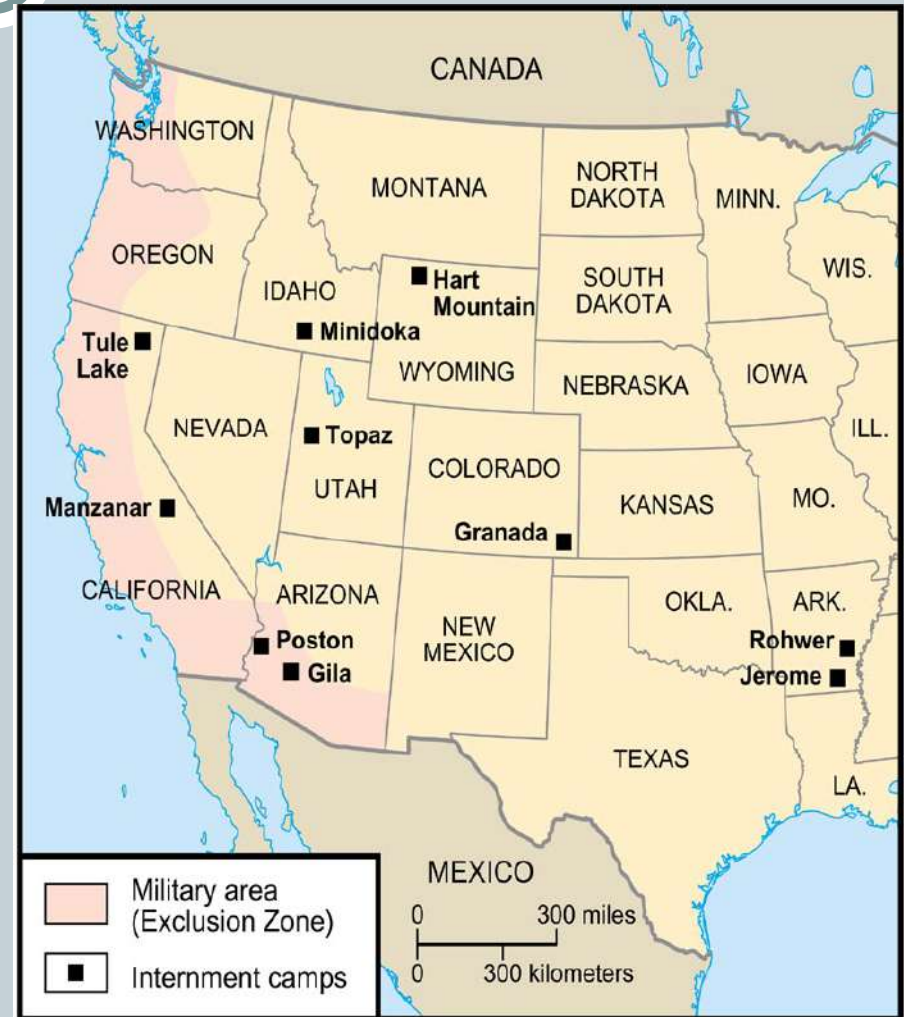 CANADA
WASHINGTON
MONTANA
NORTH
DAKOTA
MINN.
OREGON
IDAHO
Hart
Mountain
SOUTH
DAKOTA
WIS.
Tule
Lake
Minidoka
WYOMING
NEBRASKA
IOWA
NEVADA
Topaz
UTAH
COLORADO
ILL.
Manzanar
Granada
KANSAS
MO.
CALIFORNIA
ARIZONA
NEW
MEXICO
OKLA.
ARK.
Poston
Gila
Rohwer
Jerome
TEXAS
LA.
MEXICO
Military area
(Exclusion Zone)
Internment camps
0 300 miles
0 300 kilometers